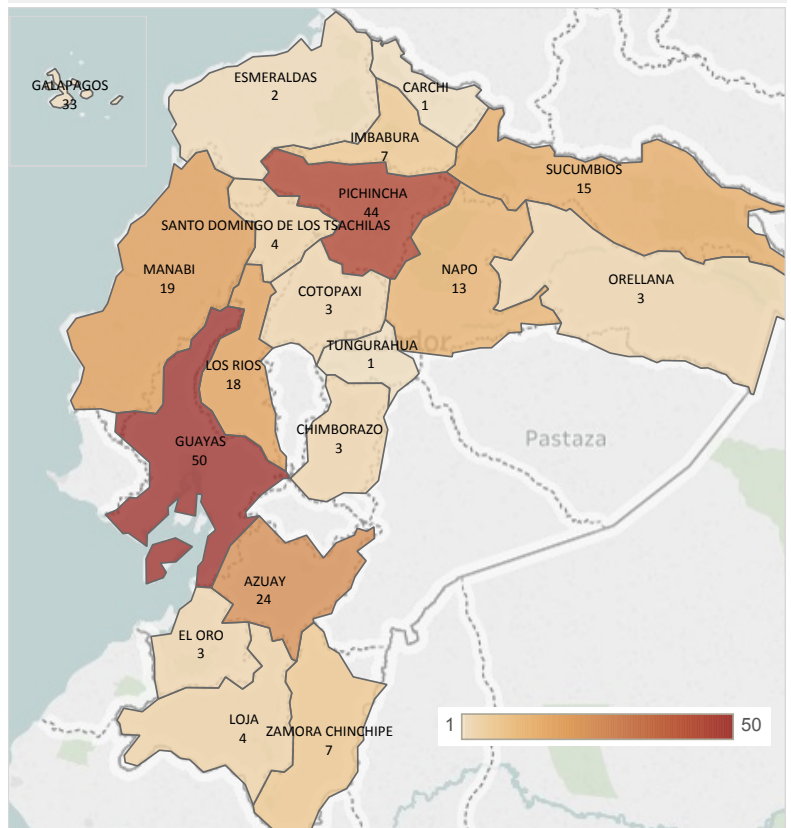 GALAPAGOS
33
ESMERALDAS
2
CARCHI
1
IMBABURA
7
SUCUMBIOS
15
PICHINCHA
44
SANTO DOMINGO DE LOS TSACHILAS
4
MANABI
19
NAPO
13
ORELLANA
3
COTOPAXI
3
TUNGURAHUA
1
LOS RIOS
18
CHIMBORAZO
3
Pastaza
GUAYAS
50
AZUAY
24
EL ORO
3
LOJA
4
ZAMORA CHINCHIPE
7
1
50